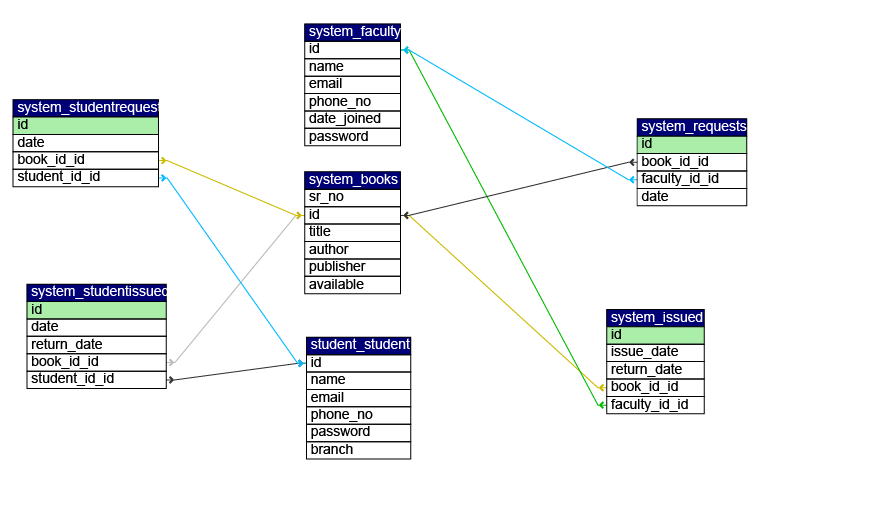 system_faculty
id
name
email
phone_no
date_joined
password
system_studentrequest
id
date
book_id_id
student_id_id
system_requests
id
book_id_id
faculty_id_id
date
system_books
sr_no
id
title
author
publisher
available
system_studentissued
id
date
return_date
book_id_id
student_id_id
system_issued
id
issue_date
return_date
book_id_id
faculty_id_id
student_student
id
name
email
phone_no
password
branch